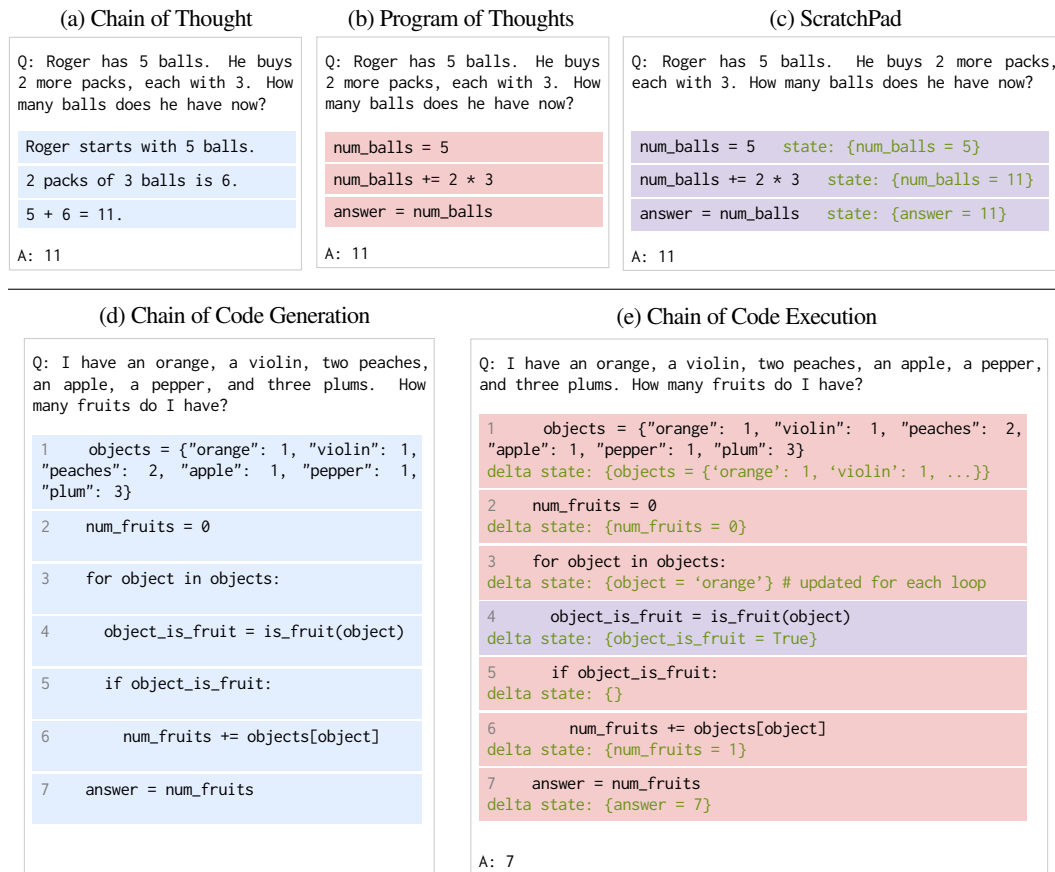 (a) Chain of Thought
Q: Roger has 5 balls. He buys
2 more packs, each with 3. How
many balls does he have now?
Roger starts with 5 balls.
2 packs of 3 balls is 6.
5 + 6 = 11.
A: 11
(b) Program of Thoughts
Q: Roger has 5 balls. He buys
2 more packs, each with 3. How
many balls does he have now?
num_balls = 5
num_balls += 2 * 3
answer = num_balls
A: 11
(c) ScratchPad
Q: Roger has 5 balls. He buys 2 more packs,
each with 3. How many balls does he have now?
num_balls = 5 state: {num_balls = 5}
num_balls += 2 * 3 state: {num_balls = 11}
answer = num_balls state: {answer = 11}
A: 11
(d) Chain of Code Generation
Q: I have an orange, a violin, two peaches,
an apple, a pepper, and three plums. How
many fruits do I have?
1 objects = {"orange": 1, "violin": 1,
"peaches": 2, "apple": 1, "pepper": 1,
"plum": 3}
2 num_fruits = 0
3 for object in objects:
4 object_is_fruit = is_fruit(object)
5 if object_is_fruit:
6 num_fruits += objects[object]
7 answer = num_fruits
(e) Chain of Code Execution
Q: I have an orange, a violin, two peaches, an apple, a pepper,
and three plums. How many fruits do I have?
1 objects = {"orange": 1, "violin": 1, "peaches": 2,
"apple": 1, "pepper": 1, "plum": 3}
delta state: {objects = {‘orange’: 1, ‘violin’: 1, ...}}
2 num_fruits = 0
delta state: {num_fruits = 0}
3 for object in objects:
delta state: {object = ‘orange’} # updated for each loop
4 object_is_fruit = is_fruit(object)
delta state: {object_is_fruit = True}
5 if object_is_fruit:
delta state: {}
6 num_fruits += objects[object]
delta state: {num_fruits = 1}
7 answer = num_fruits
delta state: {answer = 7}
A: 7